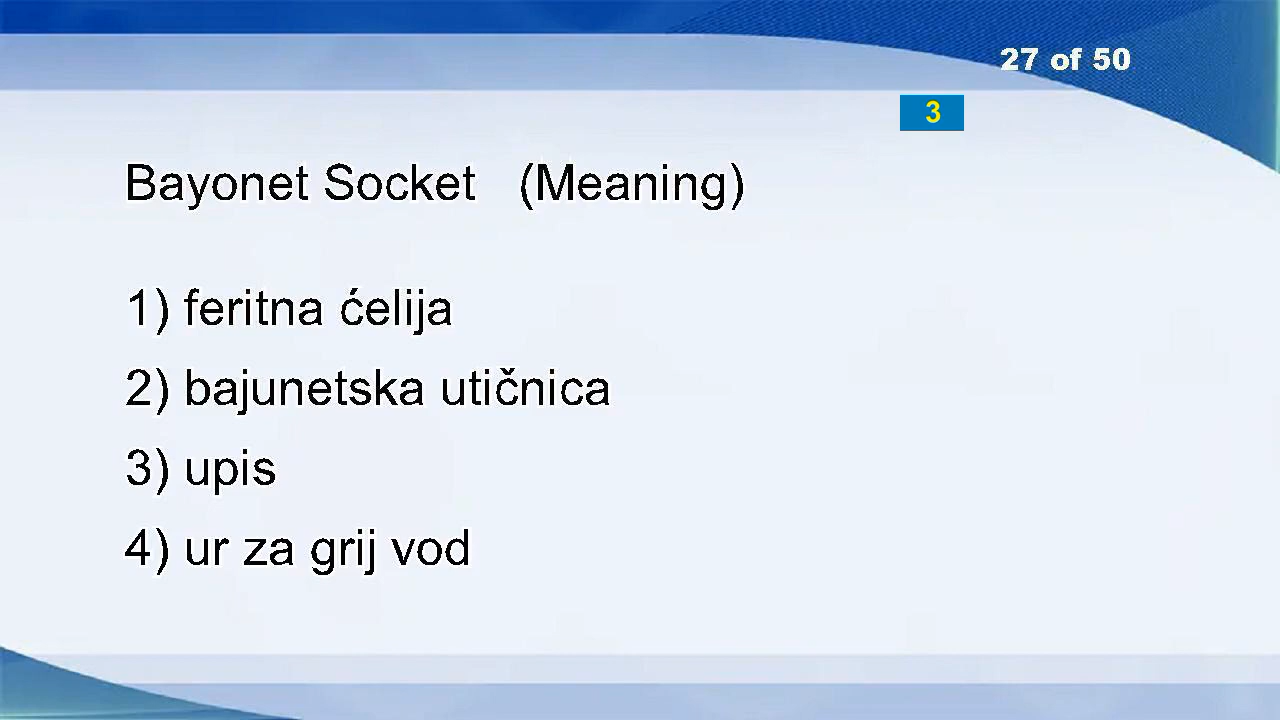 27 of 50
3
Bayonet Socket (Meaning)
1) feritna ćelija
2) bajunetska utičnica
3) upis
4) ur za grij vod